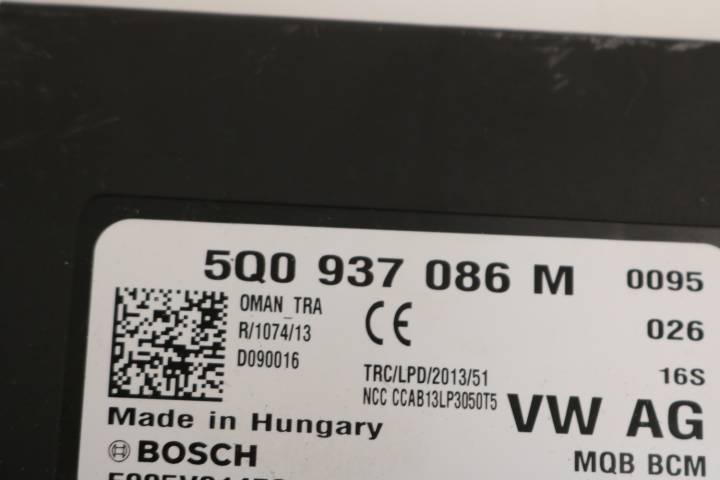 5Q0 937 086 M 0095
OMAN_TRA
R/1074/13
D090016
CE
026
TRC/LPD/2013/51
16S
NCC CCAB13LP3050T5
VW AG
Made in Hungary
BOSCH
MQB BCM